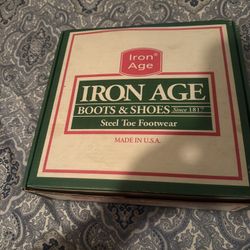 Iron®
Age
IRON AGE
BOOTS & SHOES Since 1817
Steel Toe Footwear
MADE IN U.S.A.